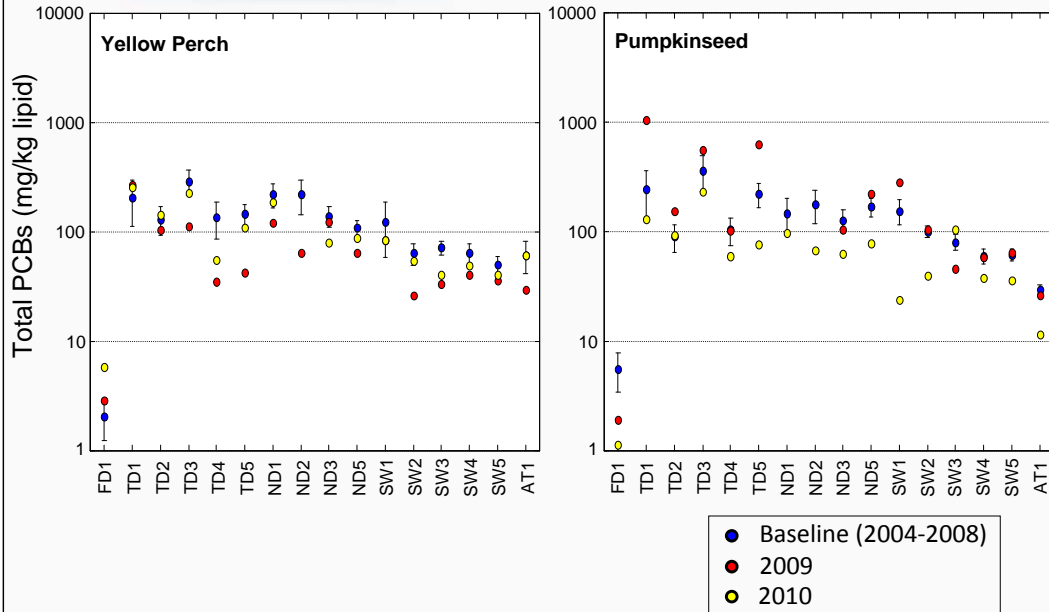 Total PCBs (mg/kg lipid)
Yellow Perch
10000
1000
100
10
1
FD1 TD1 TD2 TD3 TD4 TD5 ND1 ND2 ND3 ND5 SW1 SW2 SW3 SW4 SW5 AT1
Pumpkinseed
10000
1000
100
10
1
FD1 TD1 TD2 TD3 TD4 TD5 ND1 ND2 ND3 ND5 SW1 SW2 SW3 SW4 SW5 AT1
Baseline (2004-2008)
2009
2010